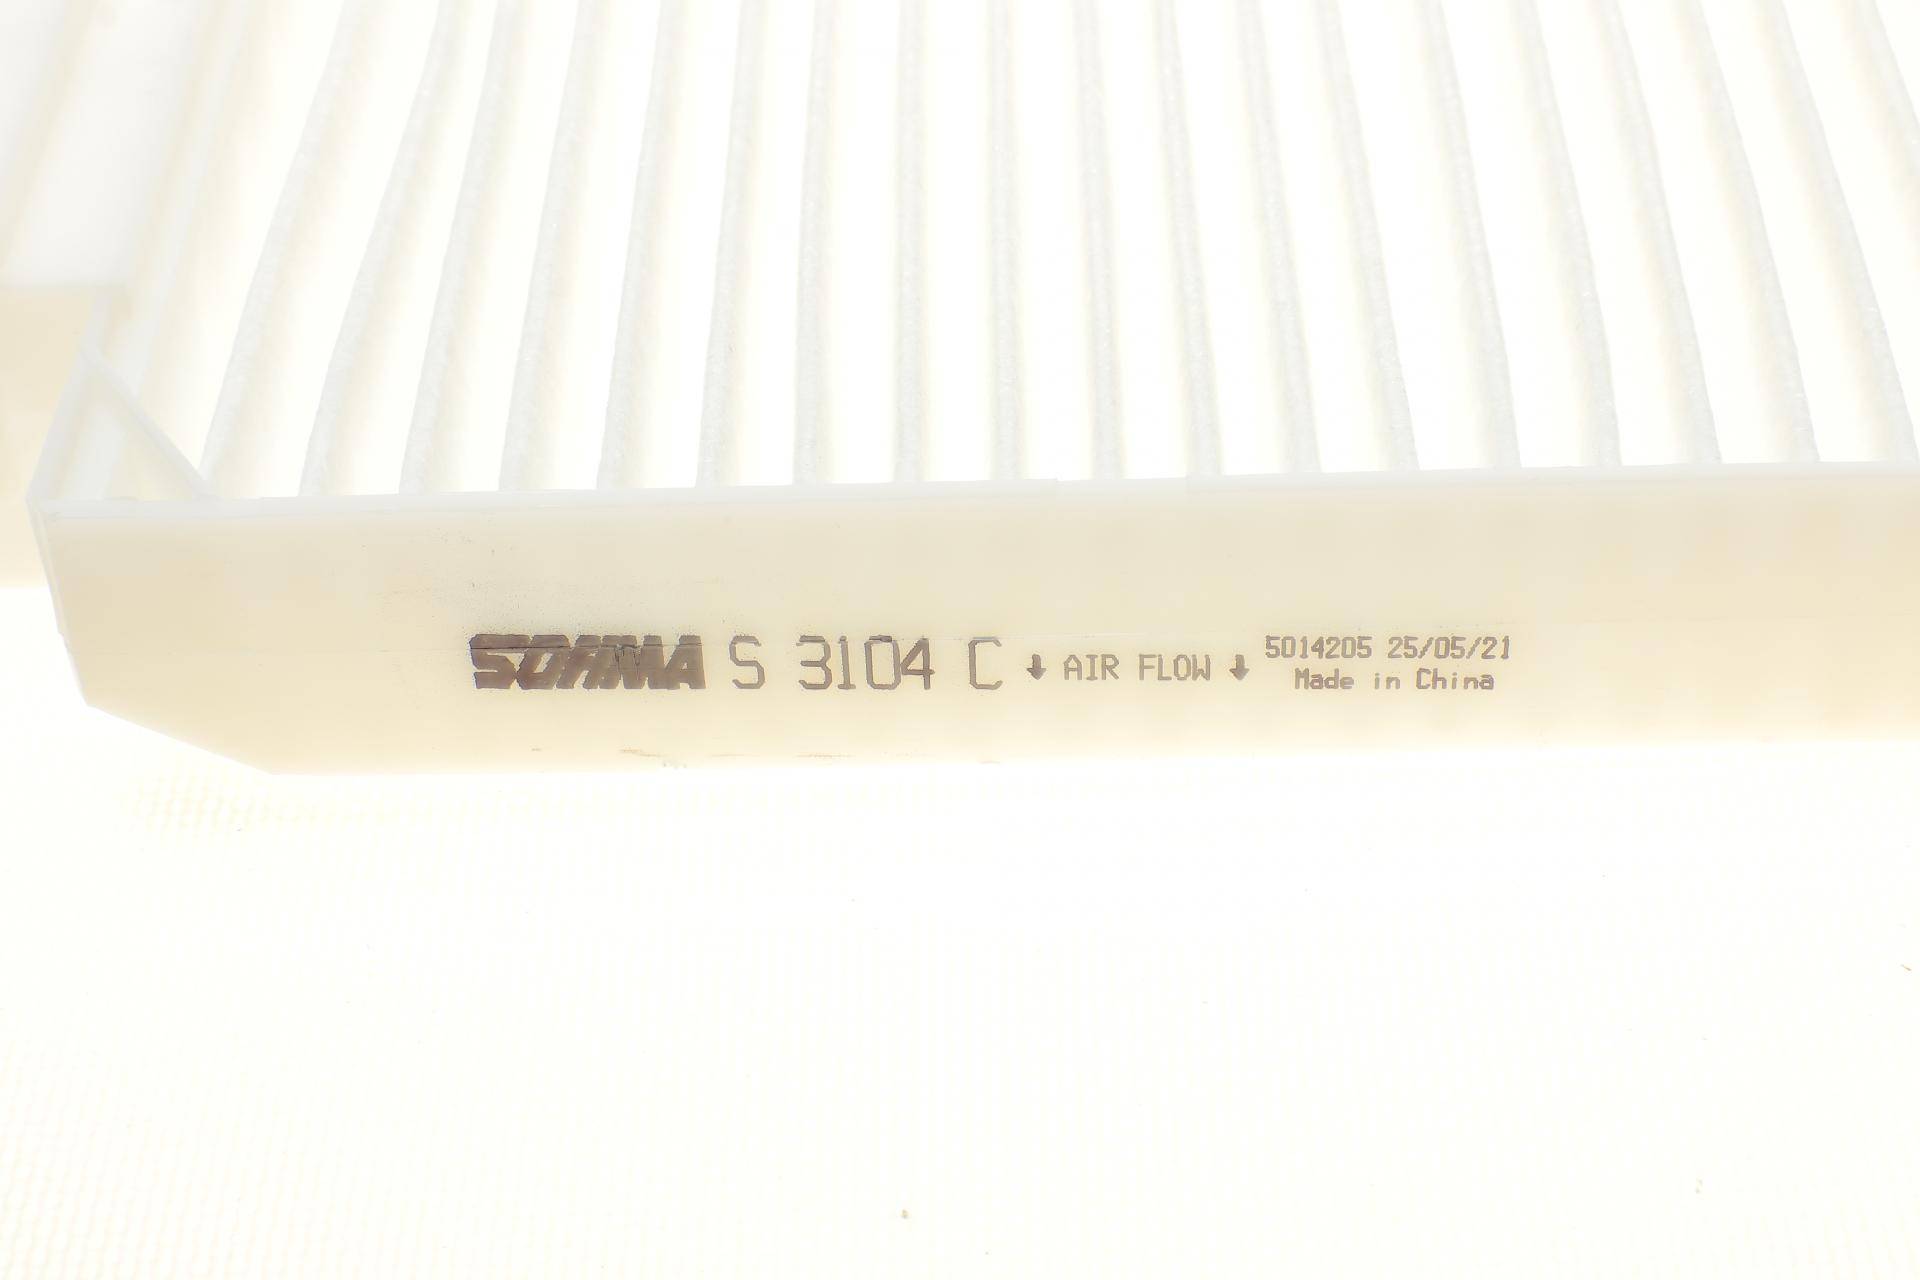 SOFIMA S 3104 C ↓ AIR FLOW ↓ 5014205 25/05/21
Made in China